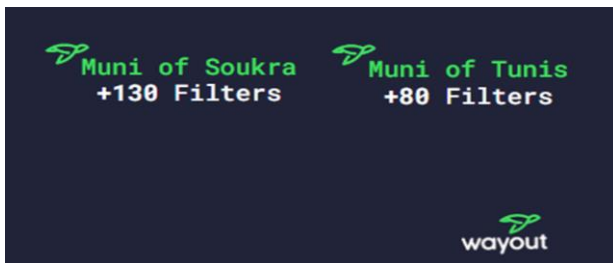 Muni of Soukra
+130 Filters
Muni of Tunis
+80 Filters
wayout